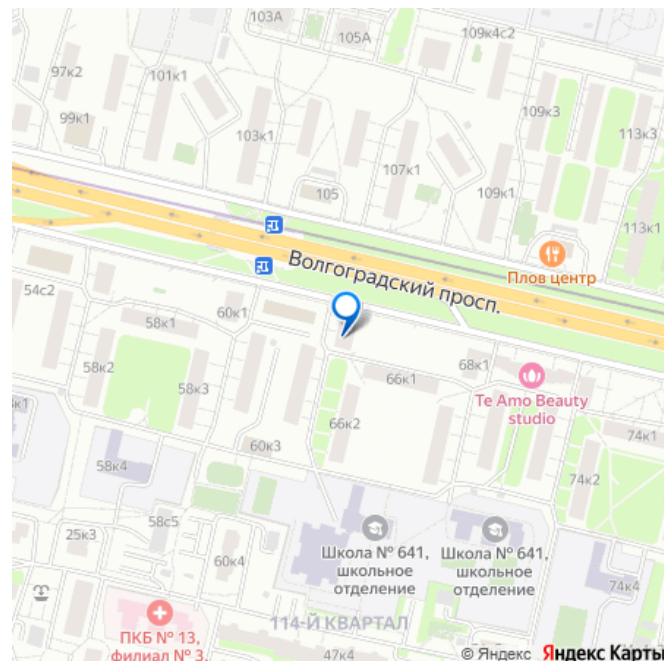 103А
105А
109к4с2
97к2
101к1
99к1
103к1
109к3
113к3
107к1
105
109к1
113к1
Плов центр
Волгоградский просп.
54с2
60к1
58к1
58к2
58к3
66к1
68к1
Te Amo Beauty
studio
66к2
74к1
60к3
58к4
74к2
58с5
25к3
60к4
Школа № 641,
школьное
отделение
Школа № 641,
школьное
отделение
74к4
ПКБ № 13,
филиал № 3,
114-Й КВАРТАЛ
47к4
© Яндекс Яндекс Карты